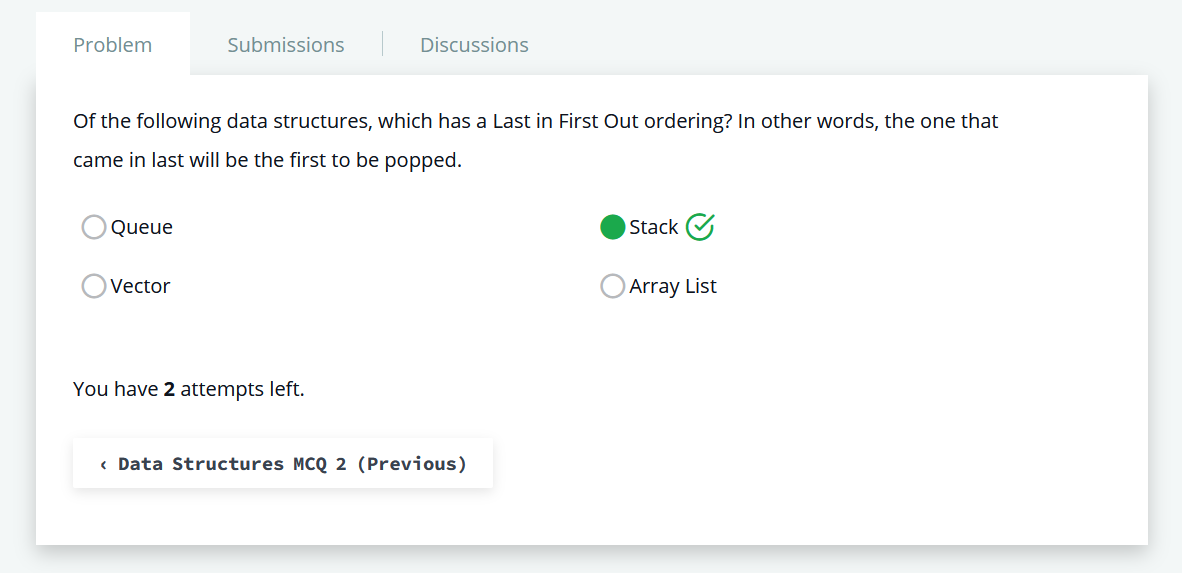 Problem
Submissions
Discussions
Of the following data structures, which has a Last in First Out ordering? In other words, the one that
came in last will be the first to be popped.
Queue
Stack
Vector
Array List
You have 2 attempts left.
‹ Data Structures MCQ 2 (Previous)